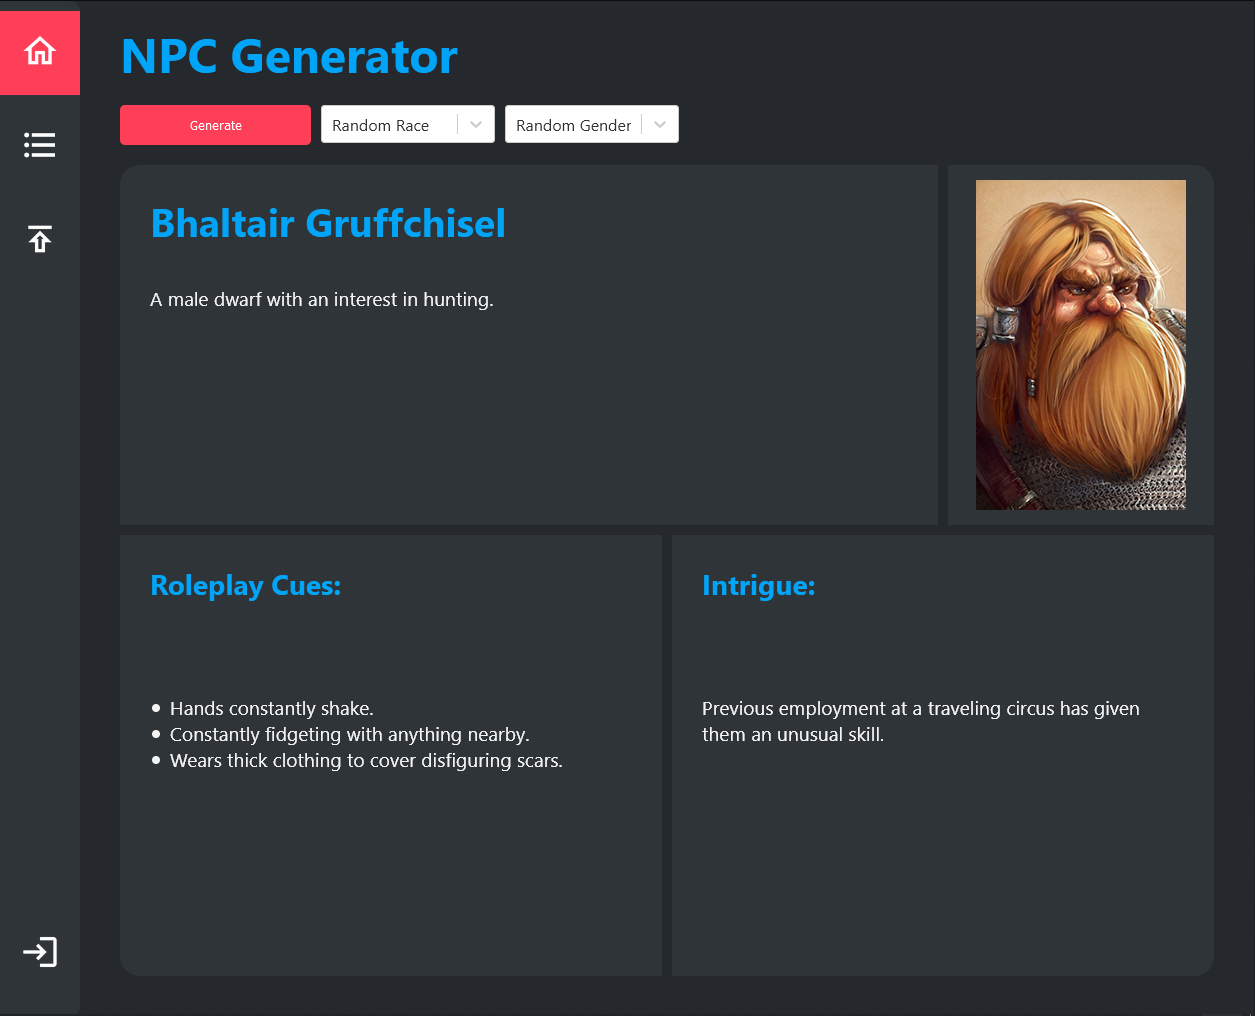 NPC Generator
Generate
Random Race
Random Gender
Bhaltair Gruffchisel
A male dwarf with an interest in hunting.
Roleplay Cues:
Hands constantly shake.
Constantly fidgeting with anything nearby.
Wears thick clothing to cover disfiguring scars.
Intrigue:
Previous employment at a traveling circus has given
them an unusual skill.